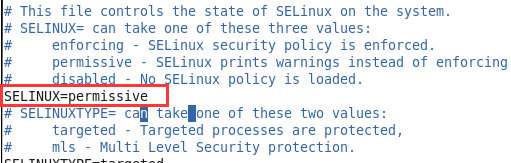 # This file controls the state of SELinux on the system.
# SELINUX= can take one of these three values:
#     enforcing - SELinux security policy is enforced.
#     permissive - SELinux prints warnings instead of enforcing
#     disabled - No SELinux policy is loaded.
SELINUX=permissive
# SELINUXTYPE= can take one of these two values:
#     targeted - Targeted processes are protected,
#     mls - Multi Level Security protection.
SELINUXTYPE=targeted